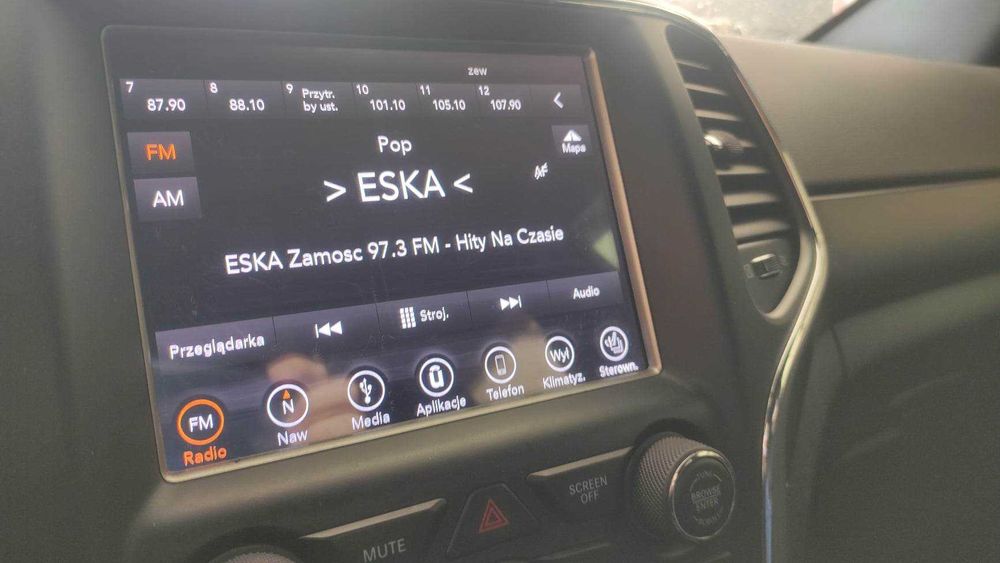 zew
7 8 9 10 11 12
87.90 88.10 Przytr. by ust. 101.10 105.10 107.90
FM
Pop
Mapa
AM
> ESKA <
AF
ESKA Zamosc 97.3 FM - Hity Na Czasie
Przeglądarka
Stroj.
Audio
FM
Radio
N
Naw
Media
Aplikacje
Telefon
Wył
Klimatyz.
Sterown.
MUTE
SCREEN
OFF
TUNE
BROWSE
ENTER